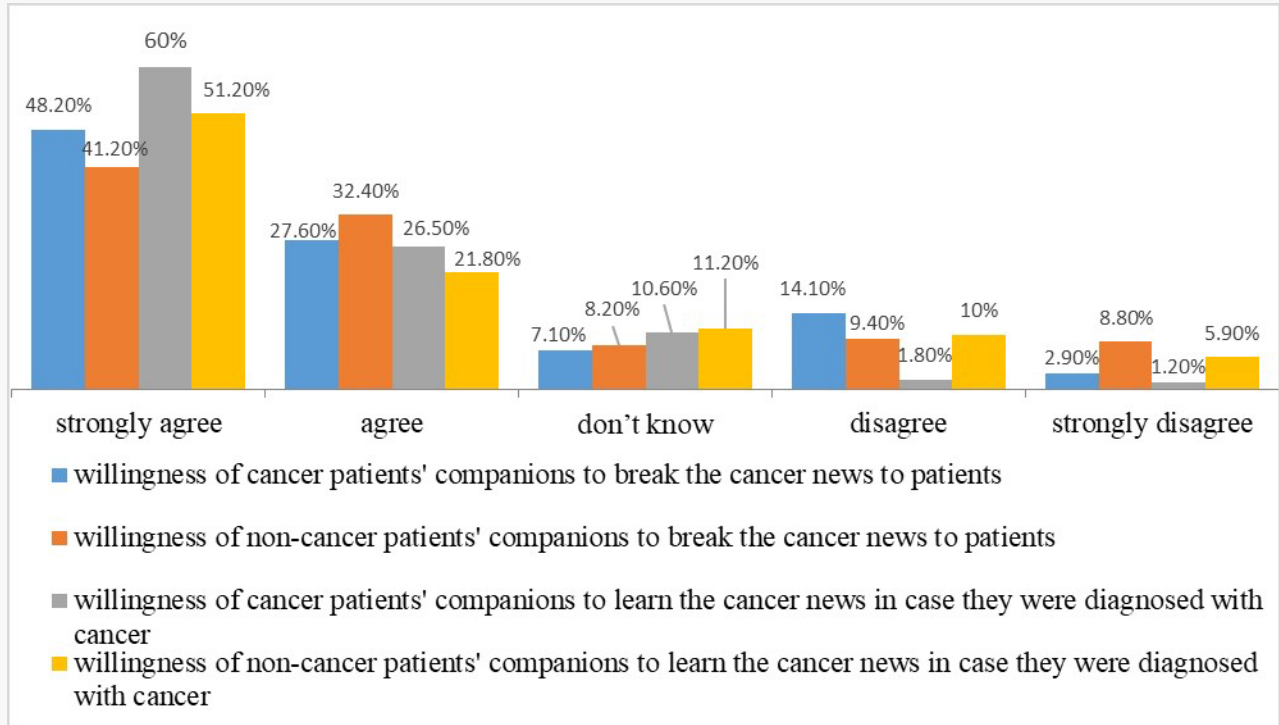 60%
51.20%
48.20%
41.20%
32.40%
27.60%
26.50%
21.80%
11.20%
10.60%
8.20%
7.10%
14.10%
9.40%
1.80%
10%
8.80%
2.90%
1.20%
5.90%
strongly agree
agree
don’t know
disagree
strongly disagree
willingness of cancer patients' companions to break the cancer news to patients
willingness of non-cancer patients' companions to break the cancer news to patients
willingness of cancer patients' companions to learn the cancer news in case they were diagnosed with
cancer
willingness of non-cancer patients' companions to learn the cancer news in case they were diagnosed
with cancer